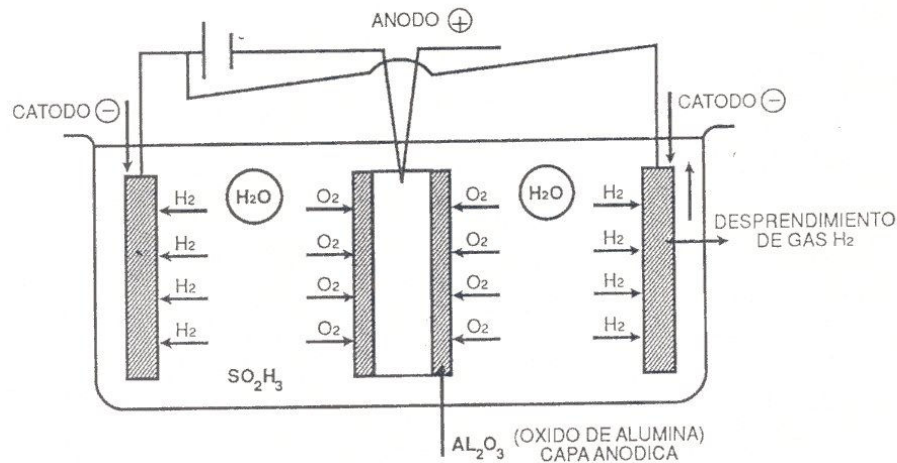 ANODO ⊕
CATODO ⊖
CATODO ⊖
H₂O
H₂O
H₂
O₂
O₂
H₂
H₂
O₂
O₂
H₂
H₂
O₂
O₂
H₂
H₂
O₂
O₂
H₂
DESPRENDIMIENTO
DE GAS H₂
SO₂H₃
AL₂O₃ (OXIDO DE ALUMINA)
CAPA ANODICA